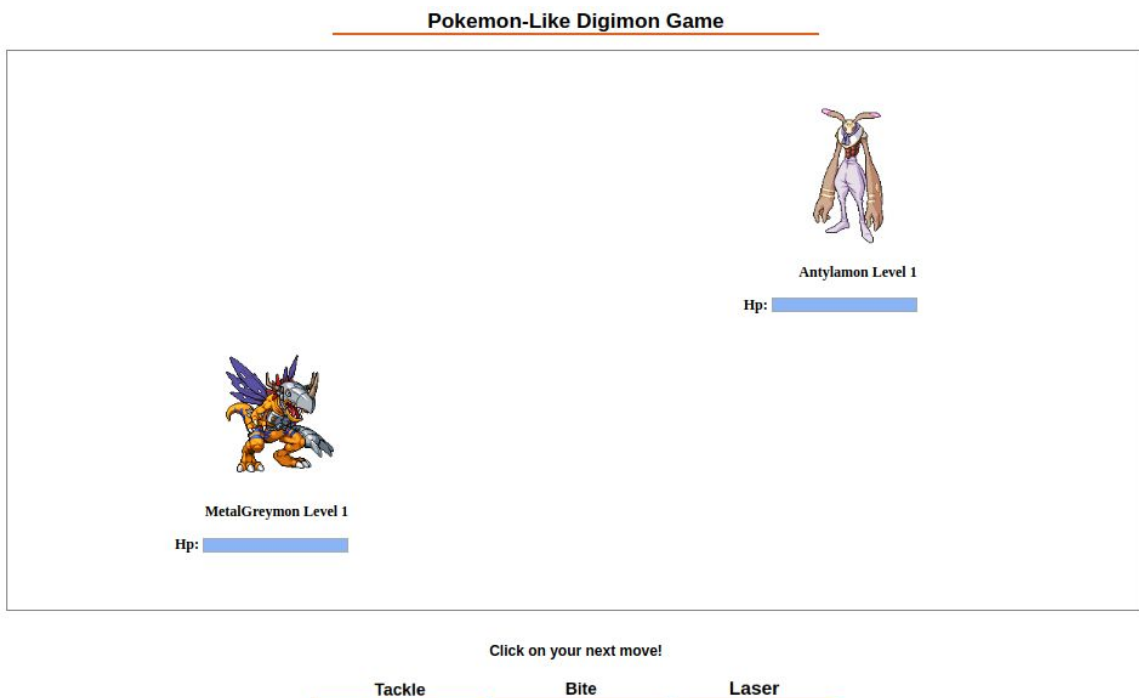 Pokemon-Like Digimon Game
Antylamon Level 1
Hp:
MetalGreymon Level 1
Hp:
Click on your next move!
Tackle Bite Laser